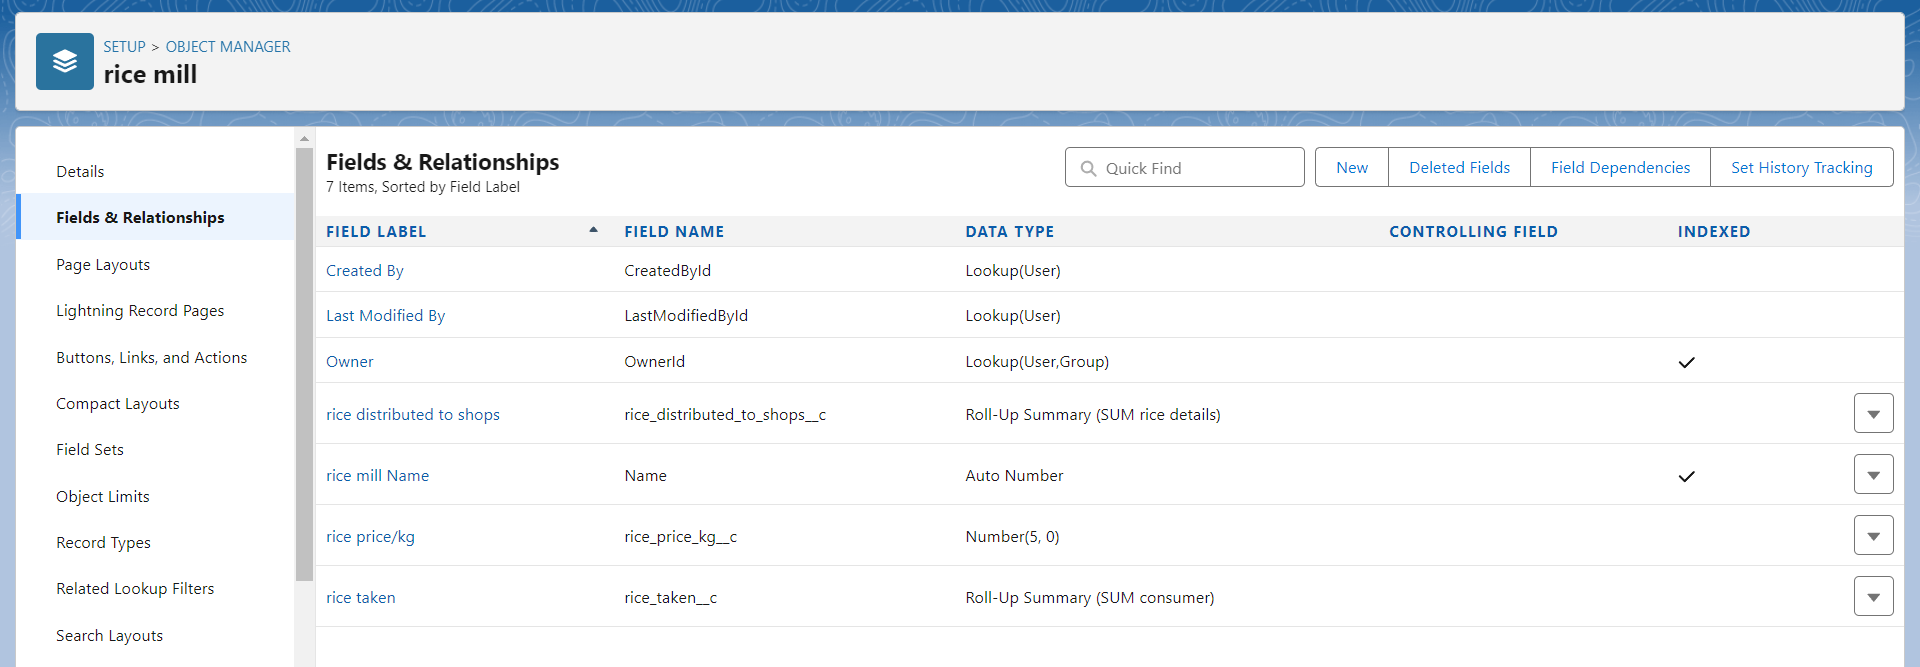 SETUP > OBJECT MANAGER
rice mill
Details
Fields & Relationships
Page Layouts
Lightning Record Pages
Buttons, Links, and Actions
Compact Layouts
Field Sets
Object Limits
Record Types
Related Lookup Filters
Search Layouts
Fields & Relationships
7 Items, Sorted by Field Label
Quick Find
New Deleted Fields Field Dependencies Set History Tracking
FIELD LABEL FIELD NAME DATA TYPE CONTROLLING FIELD INDEXED
Created By CreatedById Lookup(User)
Last Modified By LastModifiedById Lookup(User)
Owner OwnerId Lookup(User,Group)
rice distributed to shops rice_distributed_to_shops__c Roll-Up Summary (SUM rice details)
rice mill Name Name Auto Number
rice price/kg rice_price_kg__c Number(5, 0)
rice taken rice_taken__c Roll-Up Summary (SUM consumer)